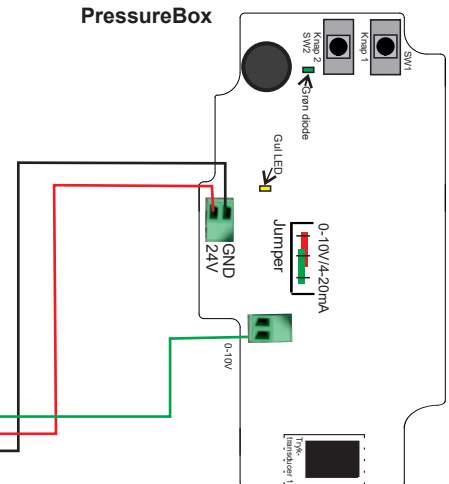 PressureBox
SW1
Knap 1
Knap 2
SW2
Grøn diode
Gul LED
0-10V/4-20mA
Jumper
GND
24V
0-10V
Tryk-
transducer 1